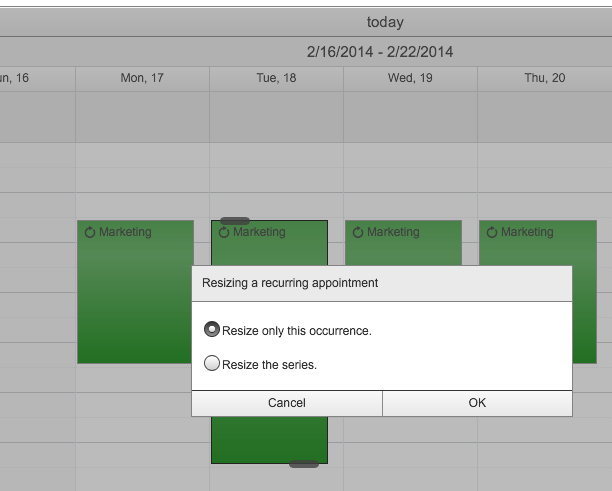 today
2/16/2014 - 2/22/2014
un, 16 Mon, 17 Tue, 18 Wed, 19 Thu, 20
Marketing Marketing Marketing Marketing
Resizing a recurring appointment
Resize only this occurrence.
Resize the series.
Cancel OK